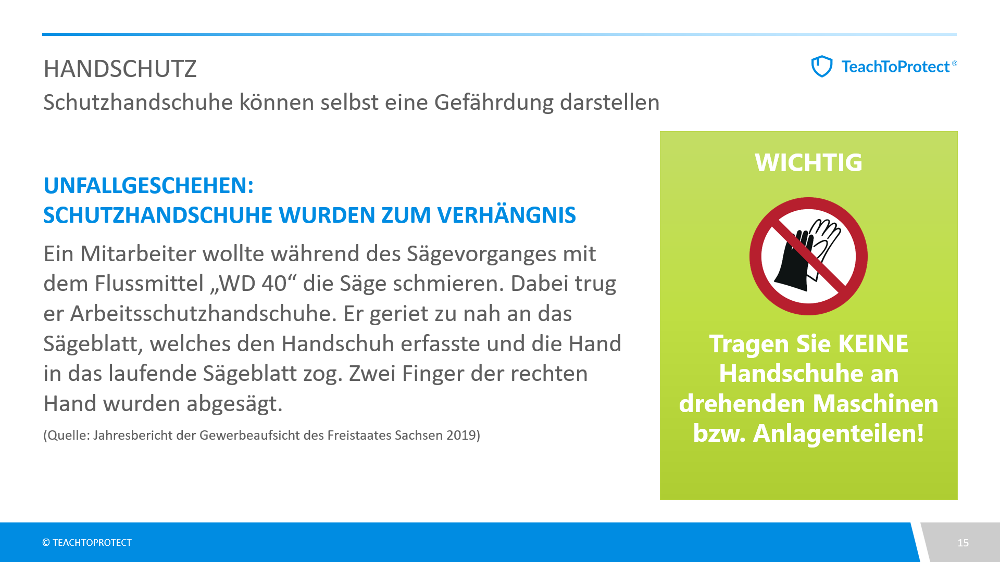 HANDSCHUTZ
TeachToProtect®
Schutzhandschuhe können selbst eine Gefährdung darstellen
UNFALLGESCHEHEN:
SCHUTZHANDSCHUHE WURDEN ZUM VERHÄNGNIS
Ein Mitarbeiter wollte während des Sägevorganges mit
dem Flussmittel „WD 40“ die Säge schmieren. Dabei trug
er Arbeitsschutzhandschuhe. Er geriet zu nah an das
Sägeblatt, welches den Handschuh erfasste und die Hand
in das laufende Sägeblatt zog. Zwei Finger der rechten
Hand wurden abgesägt.
(Quelle: Jahresbericht der Gewerbeaufsicht des Freistaates Sachsen 2019)
WICHTIG
Tragen Sie KEINE
Handschuhe an
drehenden Maschinen
bzw. Anlagenteilen!
© TEACHTOPROTECT
15